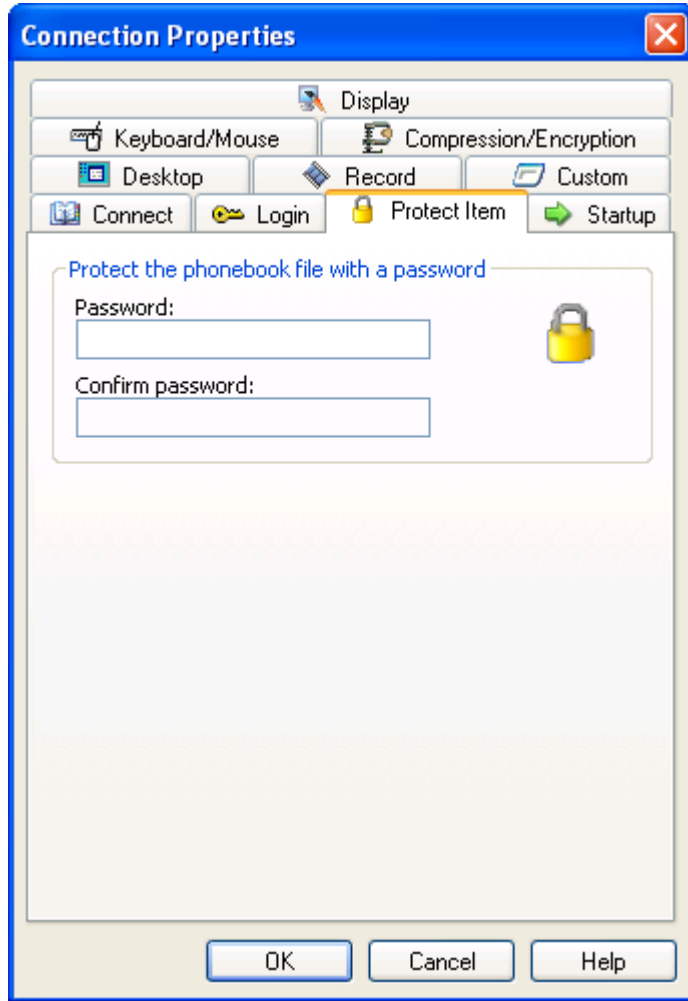 Connection Properties
Display
Keyboard/Mouse Compression/Encryption
Desktop Record Custom
Connect Login Protect Item Startup
Protect the phonebook file with a password
Password:
Confirm password:
OK Cancel Help